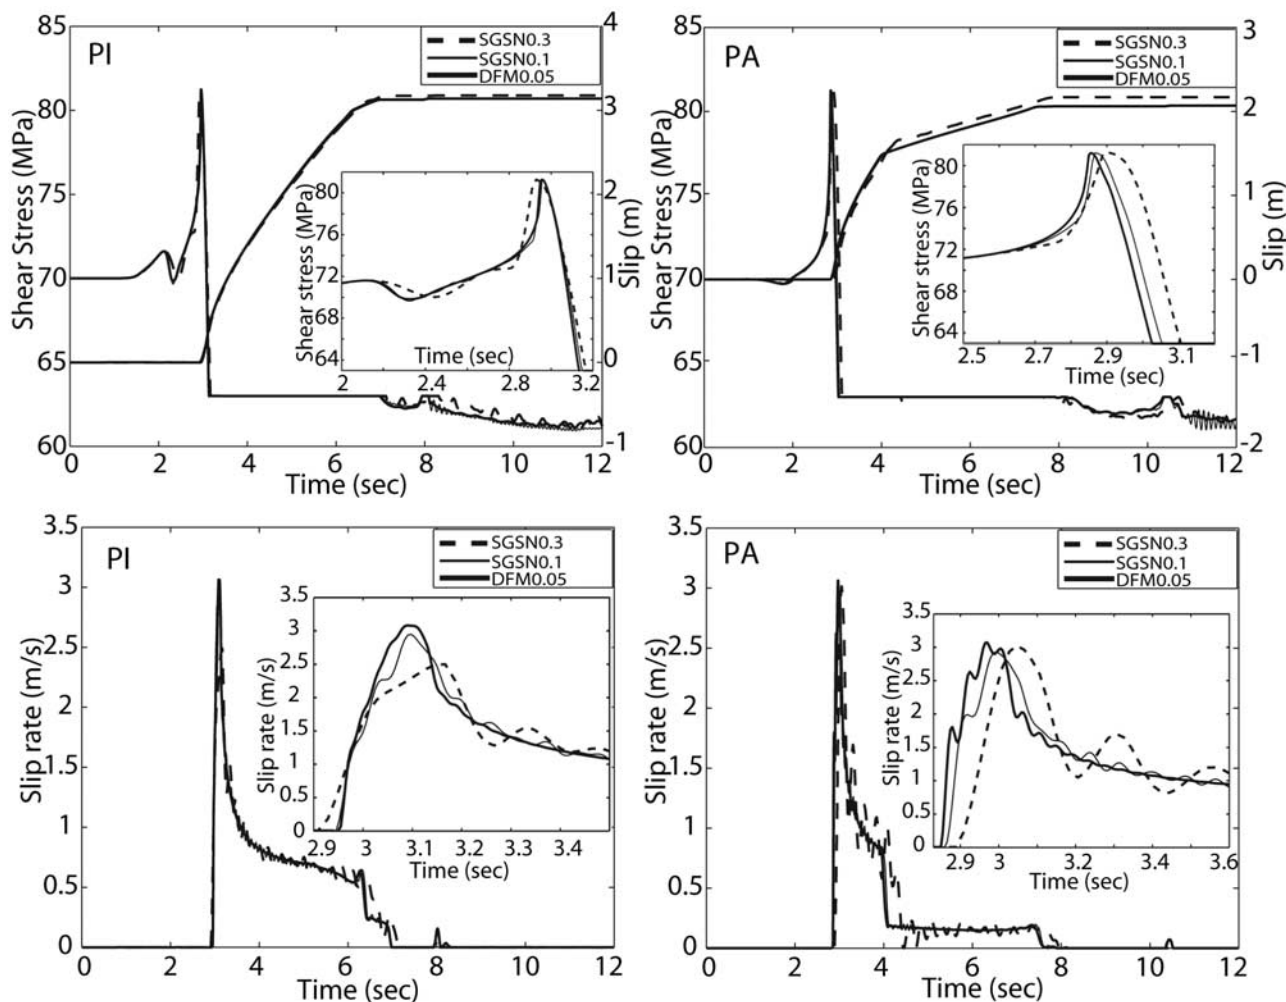 PI
SGSN0.3
SGSN0.1
DFM0.05
85
80
75
70
65
60
Shear Stress (MPa)
4
3
2
1
0
-1
Slip (m)
0 2 4 6 8 10 12
Time (sec)
80
76
72
68
64
Shear stress (MPa)
Time (sec)
2 2.4 2.8 3.2
PA
SGSN0.3
SGSN0.1
DFM0.05
85
80
75
70
65
60
Shear Stress (MPa)
3
2
1
0
-1
-2
Slip (m)
0 2 4 6 8 10 12
Time (sec)
80
76
72
68
64
Shear stress (MPa)
2.5 2.7 2.9 3.1
Time (sec)
PI
SGSN0.3
SGSN0.1
DFM0.05
3.5
3
2.5
2
1.5
1
0.5
0
Slip rate (m/s)
0 2 4 6 8 10 12
Time (sec)
3.5
3
2.5
2
1.5
1
0.5
0
Slip rate (m/s)
2.9 3 3.1 3.2 3.3 3.4
Time (sec)
PA
SGSN0.3
SGSN0.1
DFM0.05
3.5
3
2.5
2
1.5
1
0.5
0
Slip rate (m/s)
0 2 4 6 8 10 12
Time (sec)
3.5
3
2.5
2
1.5
1
0.5
0
Slip rate (m/s)
2.9 3 3.2 3.4 3.6
Time (sec)